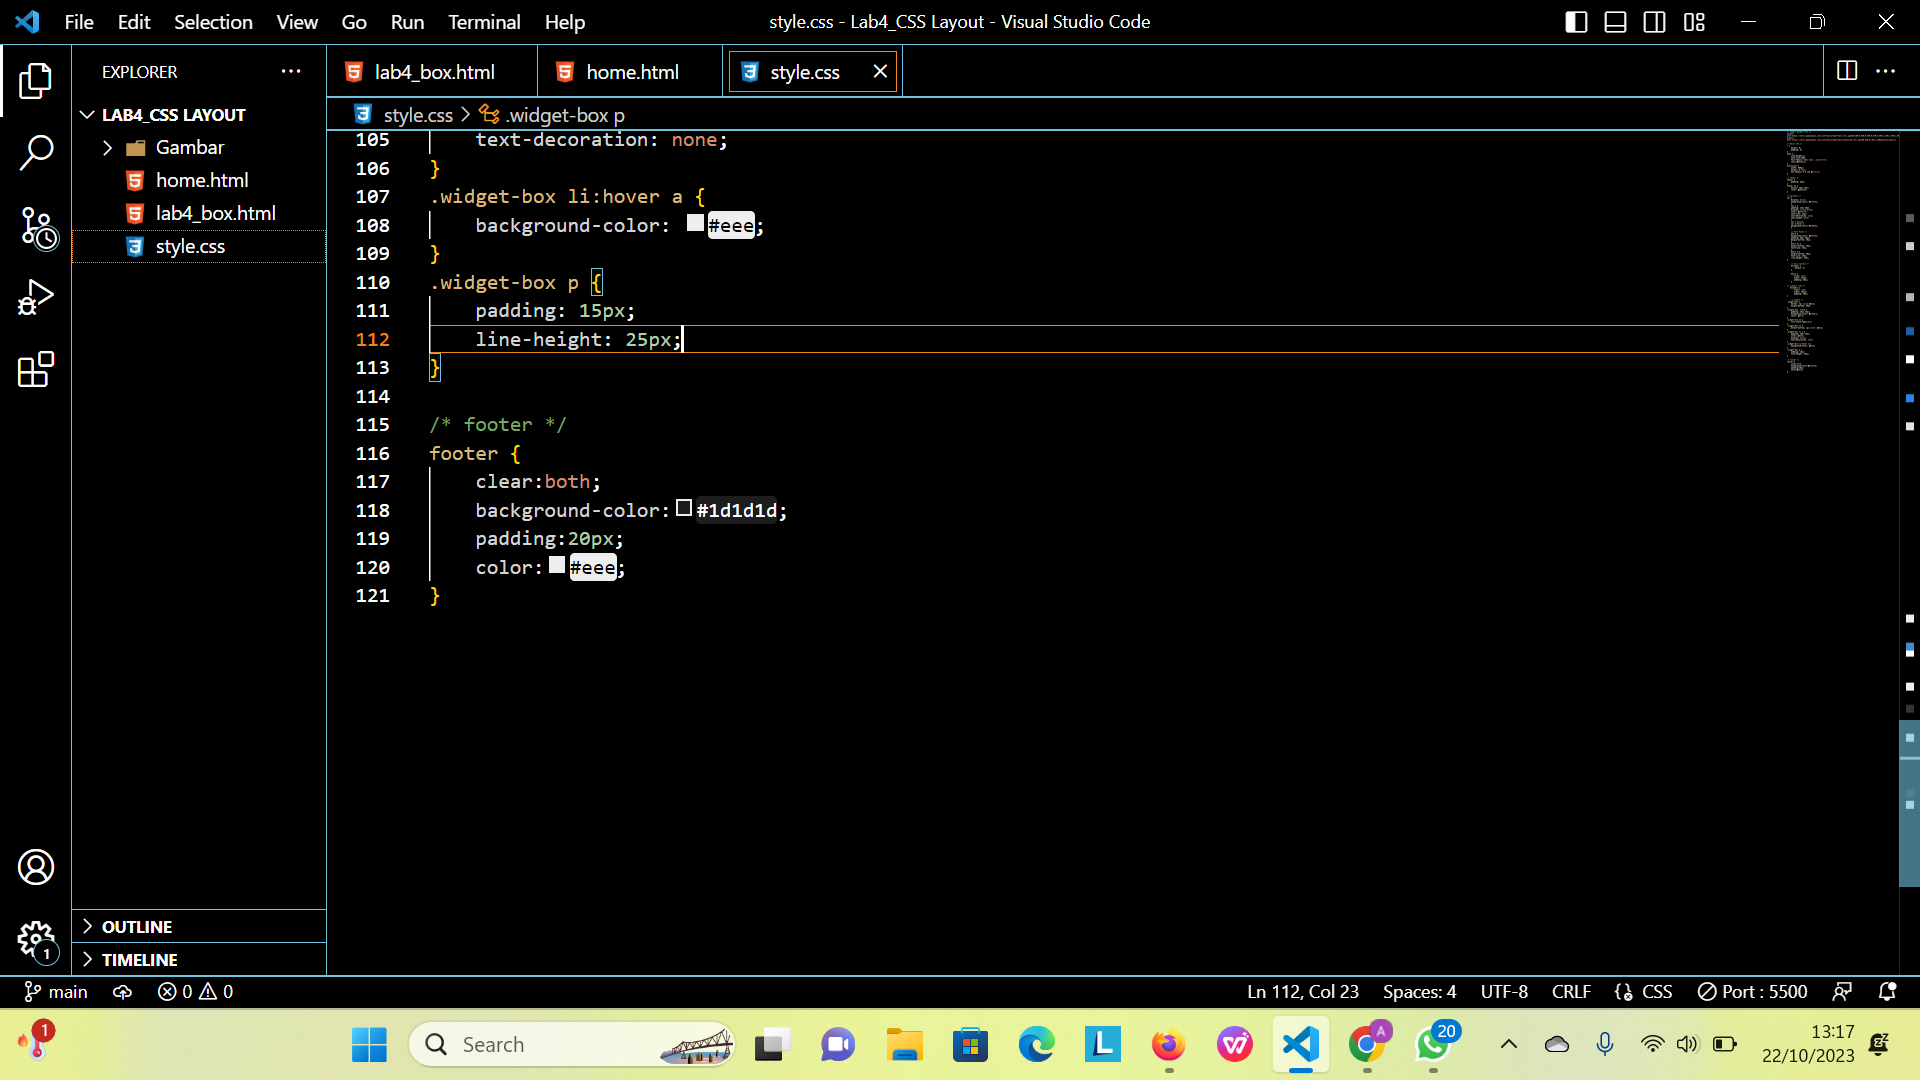 File Edit Selection View Go Run Terminal Help
style.css - Lab4_CSS Layout - Visual Studio Code
EXPLORER
LAB4_CSS LAYOUT
Gambar
home.html
lab4_box.html
style.css
OUTLINE
TIMELINE
lab4_box.html
home.html
style.css
style.css > .widget-box p
105 text-decoration: none;
106 }
107 .widget-box li:hover a {
108 background-color: #eee;
109 }
110 .widget-box p {
111 padding: 15px;
112 line-height: 25px;
113 }
114
115 /* footer */
116 footer {
117 clear:both;
118 background-color: #1d1d1d;
119 padding:20px;
120 color: #eee;
121 }
1
main 0 0
Ln 112, Col 23 Spaces: 4 UTF-8 CRLF CSS Port : 5500
1
Search
L
A
20
13:17
22/10/2023